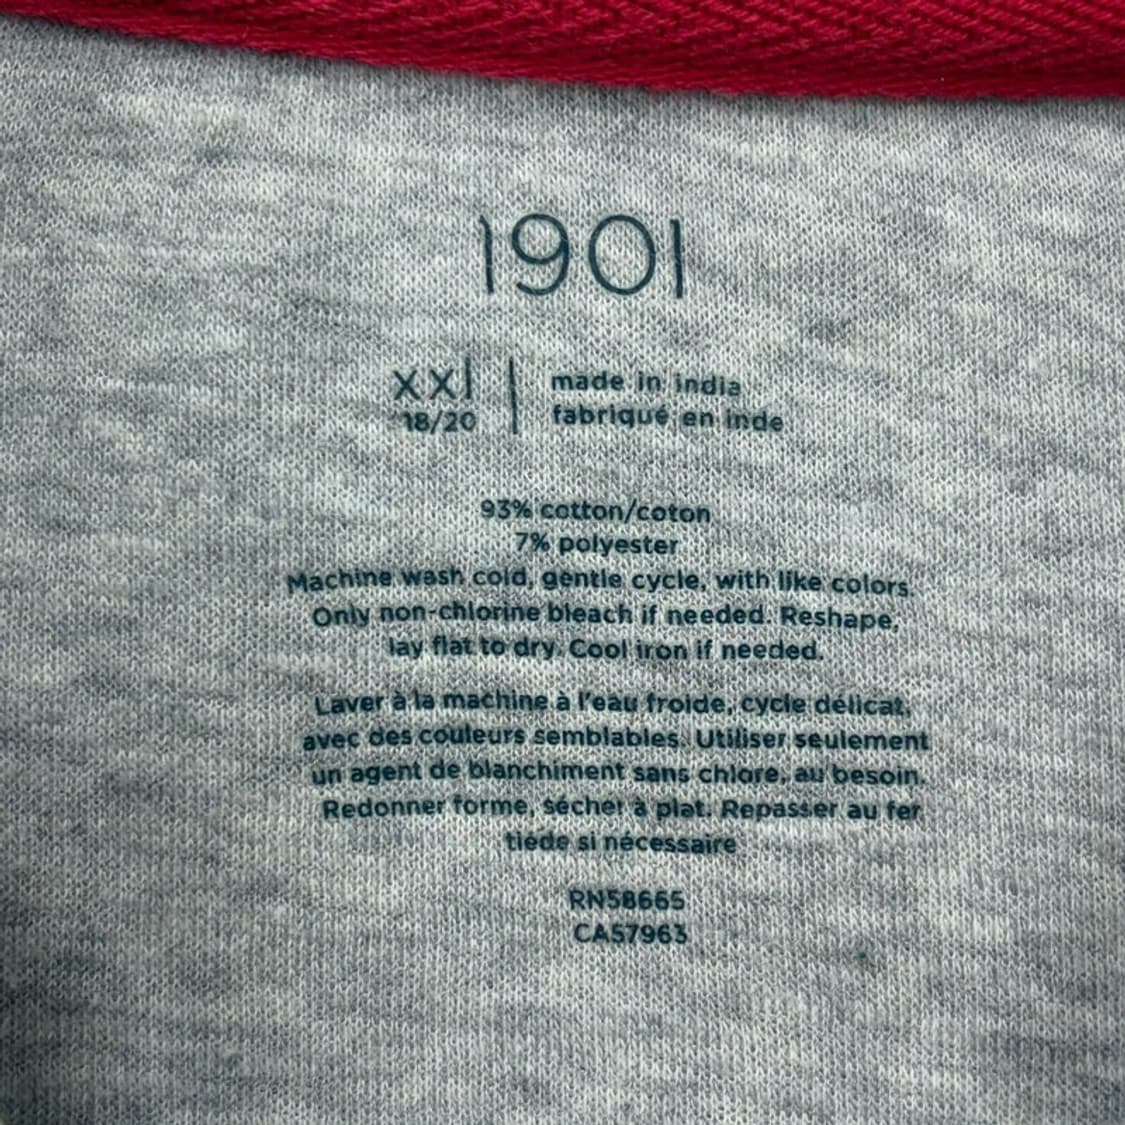 1901
xxl
18/20
made in india
fabriqué en inde
93% cotton/coton
7% polyester
Machine wash cold, gentle cycle, with like colors.
Only non-chlorine bleach if needed. Reshape,
lay flat to dry. Cool iron if needed.
Laver à la machine à l'eau froide, cycle délicat,
avec des couleurs semblables. Utiliser seulement
un agent de blanchiment sans chlore, au besoin.
Redonner forme, sécher à plat. Repasser au fer
tiède si nécessaire
RN58665
CA57963